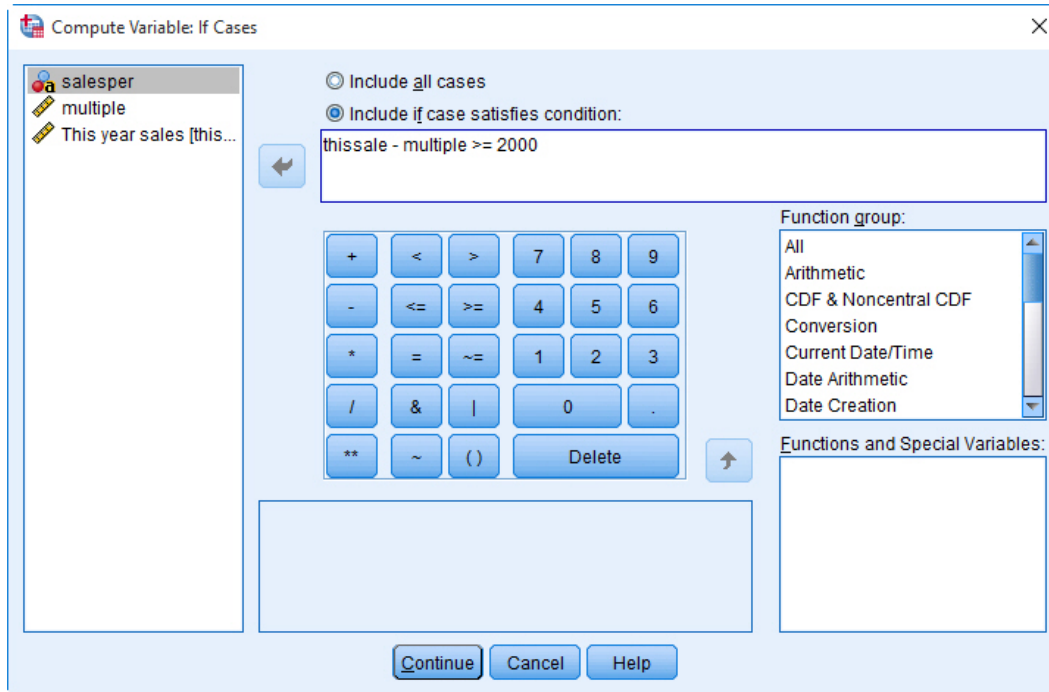 Compute Variable: If Cases
salesper
multiple
This year sales [this...
Include all cases
Include if case satisfies condition:
thissale - multiple >= 2000
+ < > 7 8 9
- <= >= 4 5 6
* = ~= 1 2 3
/ & | 0 .
** ~ ( ) Delete
Function group:
All
Arithmetic
CDF & Noncentral CDF
Conversion
Current Date/Time
Date Arithmetic
Date Creation
Functions and Special Variables:
Continue Cancel Help